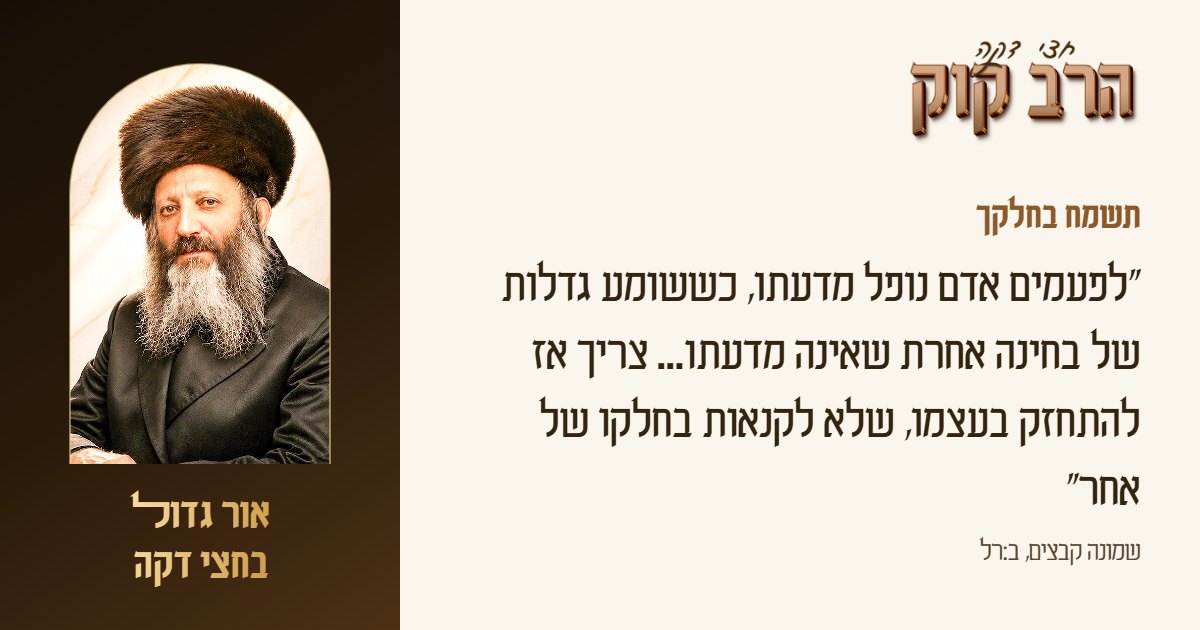 חצי דקה
הרב קוק
תשמח בחלקך
"לפעמים אדם נופל מדעתו, כששומע גדלות
של בחינה אחרת שאינה מדעתו... צריך אז
להתחזק בעצמו, שלא לקנאות בחלקו של
אחר"
שמונה קבצים, ב:רל
אור גדול
בחצי דקה